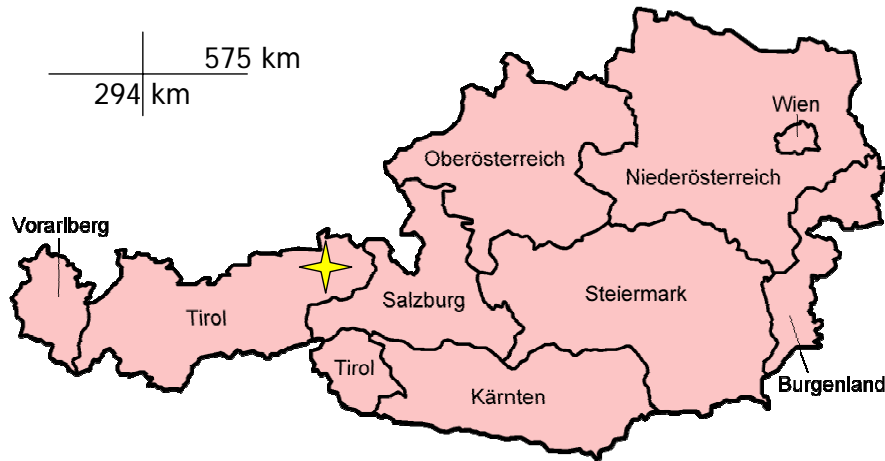 575 km
294 km
Wien
Oberösterreich
Niederösterreich
Vorarlberg
Salzburg
Steiermark
Tirol
Tirol
Kärnten
Burgenland